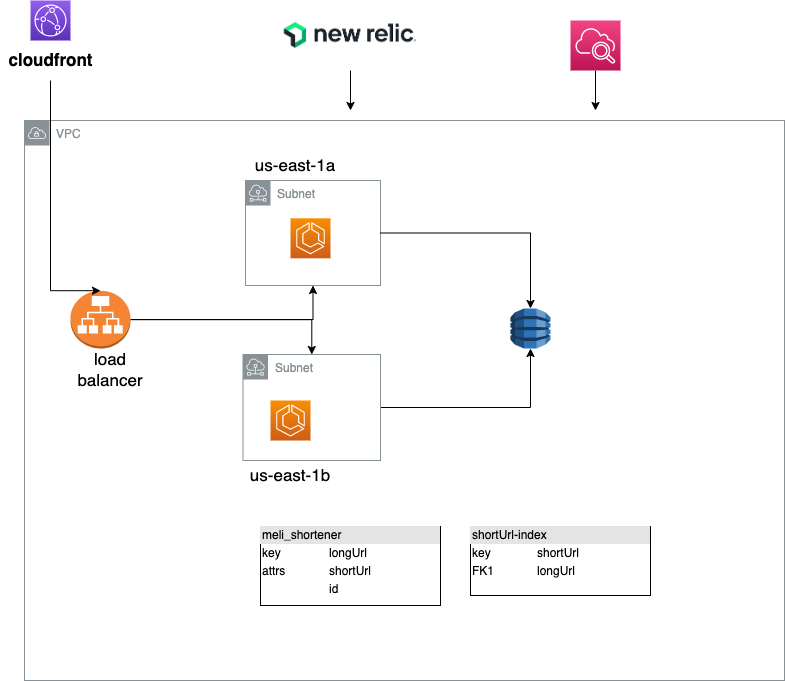 new relic.
cloudfront
VPC
us-east-1a
Subnet
load
balancer
Subnet
us-east-1b
meli_shortener
key longUrl
attrs shortUrl
id
shortUrl-index
key shortUrl
FK1 longUrl